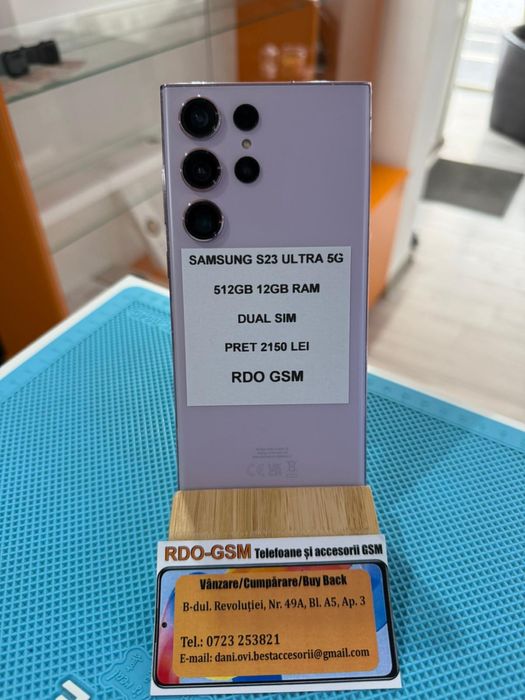 SAMSUNG S23 ULTRA 5G
512GB 12GB RAM
DUAL SIM
PRET 2150 LEI
RDO GSM
RDO-GSM Telefoane și accesorii GSM
Vânzare/Cumpărare/Buy Back
B-dul. Revoluției, Nr. 49A, Bl. A5, Ap. 3
Tel.: 0723 253821
E-mail: dani.ovi.bestaccesorii@gmail.com